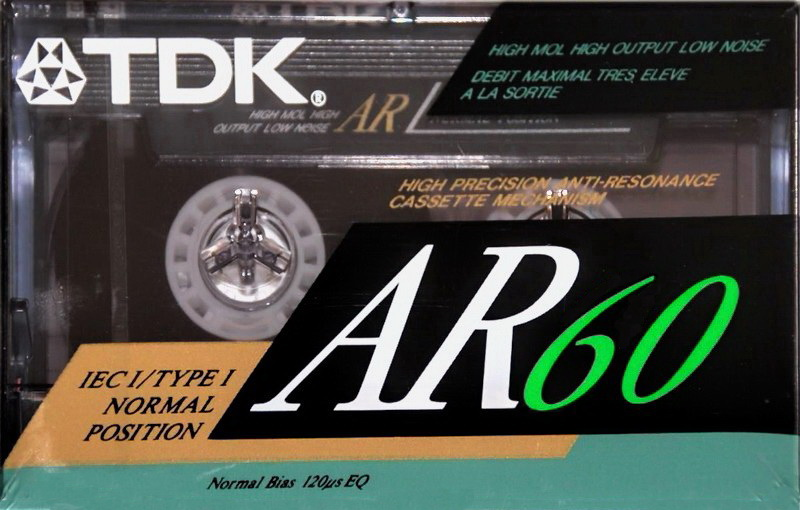 TDK®
HIGH MOL HIGH OUTPUT LOW NOISE
DEBIT MAXIMAL TRES ELEVE
A LA SORTIE
HIGH MOL HIGH
OUTPUT LOW NOISE
AR
POSITION
HIGH PRECISION ANTI-RESONANCE
CASSETTE MECHANISM
AR60
IEC I/TYPE I
NORMAL
POSITION
Normal Bias 120µs EQ